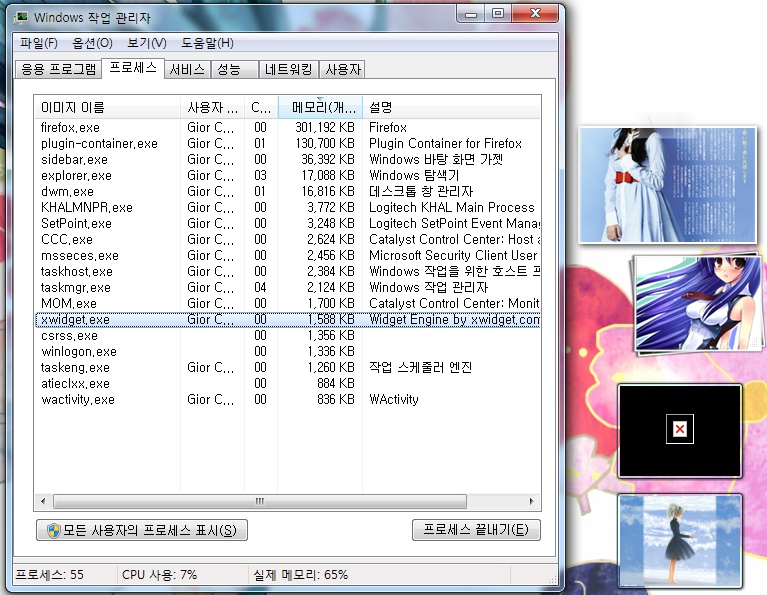 Windows 작업 관리자
파일(F) 옵션(O) 보기(V) 도움말(H)
응용 프로그램 프로세스 서비스 성능 네트워킹 사용자
이미지 이름 사용자 ... C... 메모리(개... 설명
firefox.exe Gior C... 00 301,192 KB Firefox
plugin-container.exe Gior C... 01 130,700 KB Plugin Container for Firefox
sidebar.exe Gior C... 00 36,392 KB Windows 바탕 화면 가젯
explorer.exe Gior C... 03 17,088 KB Windows 탐색기
dwm.exe Gior C... 01 16,816 KB 데스크톱 창 관리자
KHALMNPR.exe Gior C... 00 3,772 KB Logitech KHAL Main Process
SetPoint.exe Gior C... 00 3,248 KB Logitech SetPoint Event Mana
CCC.exe Gior C... 00 2,624 KB Catalyst Control Center: Host a
msseces.exe Gior C... 00 2,456 KB Microsoft Security Client User
taskhost.exe Gior C... 00 2,384 KB Windows 작업을 위한 호스트 프
taskmgr.exe Gior C... 04 2,124 KB Windows 작업 관리자
MOM.exe Gior C... 00 1,700 KB Catalyst Control Center: Monit
xwidget.exe Gior C... 00 1,588 KB Widget Engine by xwidget.com
csrss.exe 00 1,356 KB
winlogon.exe 00 1,336 KB
taskeng.exe Gior C... 00 1,260 KB 작업 스케줄러 엔진
atieclxx.exe 00 884 KB
wactivity.exe Gior C... 00 836 KB WActivity
모든 사용자의 프로세스 표시(S) 프로세스 끝내기(E)
프로세스: 55 CPU 사용: 7% 실제 메모리: 65%